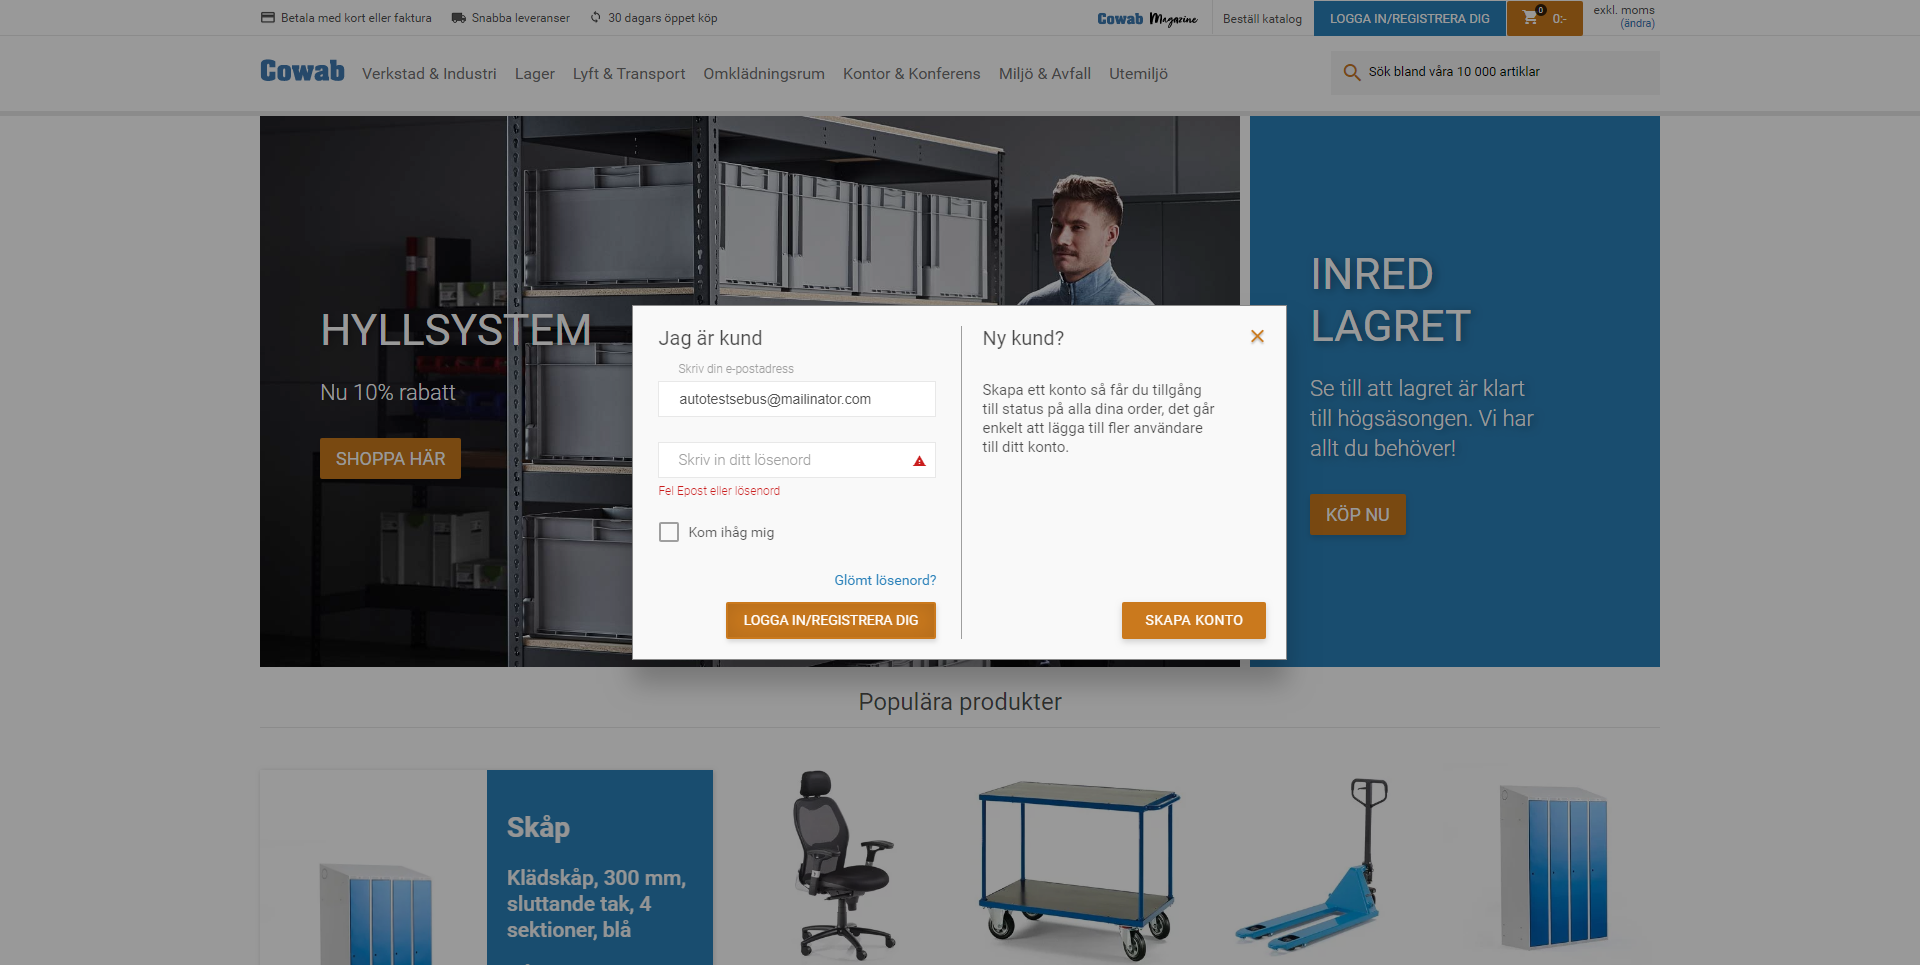 Betala med kort eller faktura
Snabba leveranser
30 dagars öppet köp
Cowab Magazine
Beställ katalog
LOGGA IN/REGISTRERA DIG
0
0:-
exkl. moms
(ändra)
Cowab
Verkstad & Industri
Lager
Lyft & Transport
Omklädningsrum
Kontor & Konferens
Miljö & Avfall
Utemiljö
Sök bland våra 10 000 artiklar
HYLLSYSTEM
Nu 10% rabatt
SHOPPA HÄR
Jag är kund
Skriv din e-postadress
autotestsebus@mailinator.com
Skriv in ditt lösenord
Fel Epost eller lösenord
Kom ihåg mig
Glömt lösenord?
LOGGA IN/REGISTRERA DIG
Ny kund?
Skapa ett konto så får du tillgång
till status på alla dina order, det går
enkelt att lägga till fler användare
till ditt konto.
SKAPA KONTO
INRED
LAGRET
Se till att lagret är klart
till högsäsongen. Vi har
allt du behöver!
KÖP NU
Populära produkter
Skåp
Klädskåp, 300 mm,
sluttande tak, 4
sektioner, blå